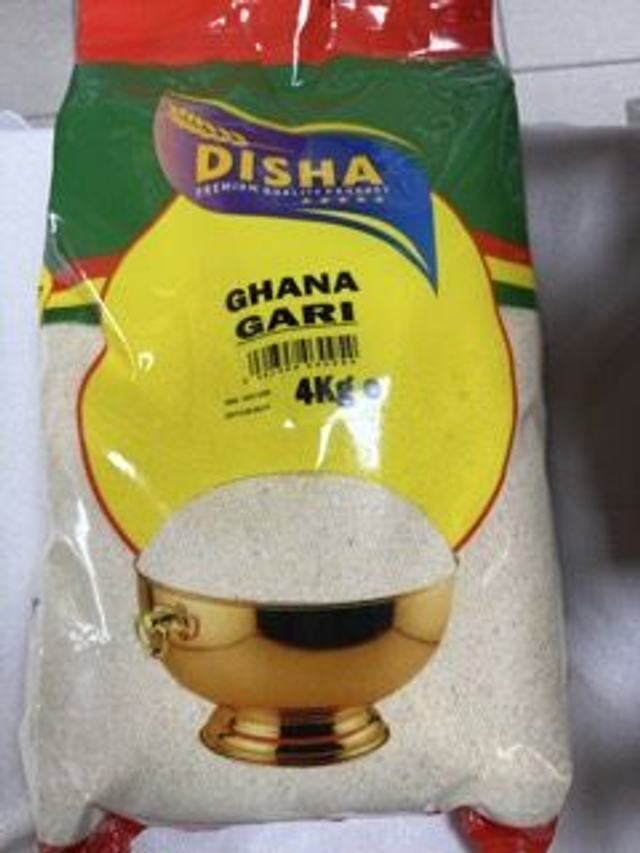 DISHA
PREMIUM QUALITY PRODUCT
GHANA
GARI
4Kg e